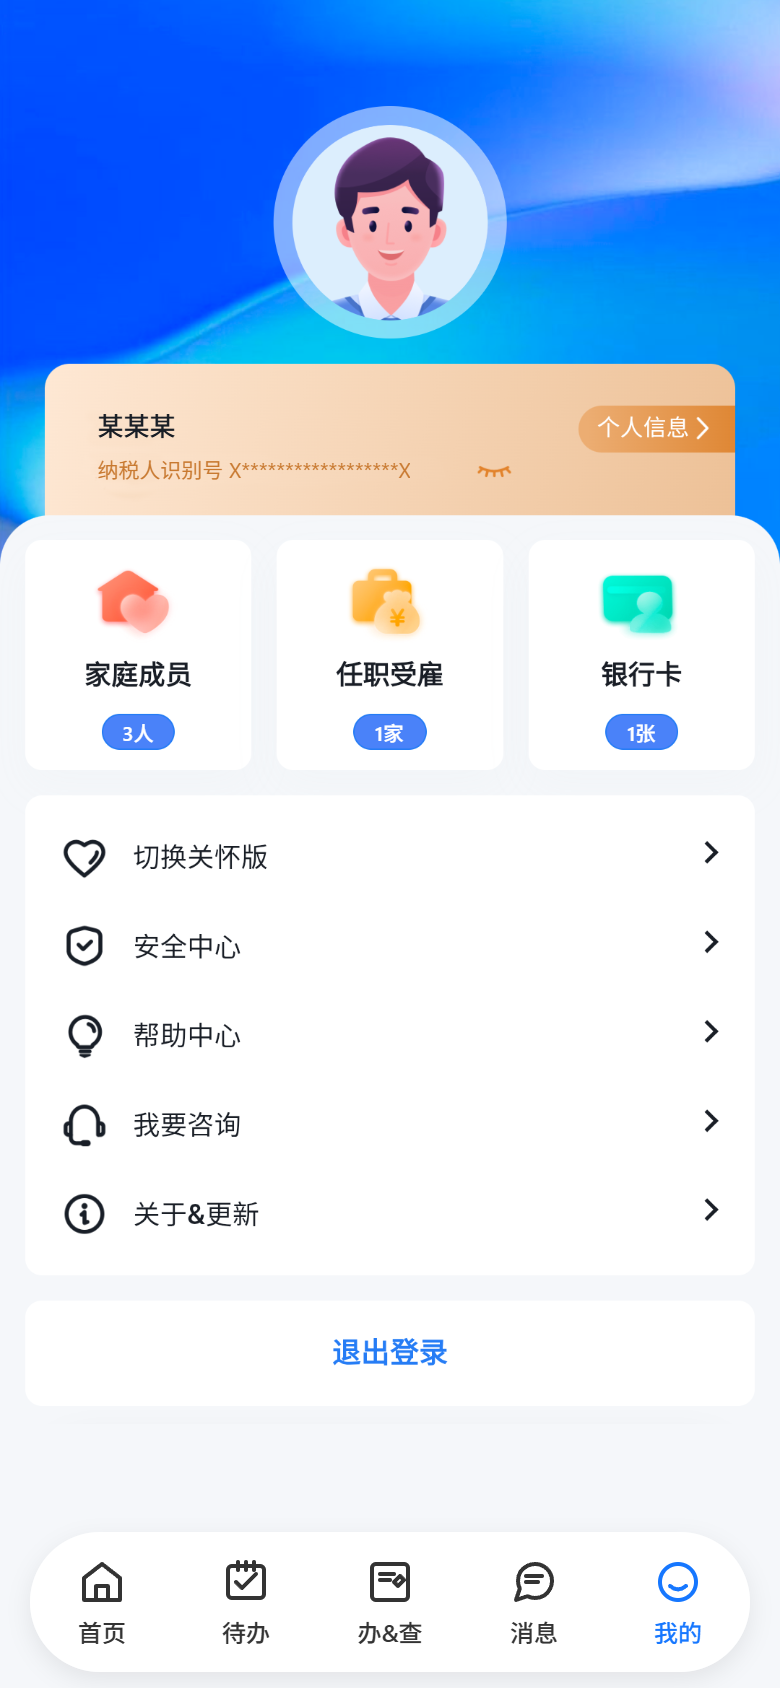 某某某
个人信息
纳税人识别号 X******************X
家庭成员
任职受雇
银行卡
3人
1家
1张
切换关怀版
安全中心
帮助中心
我要咨询
关于&更新
退出登录
首页
待办
办&查
消息
我的